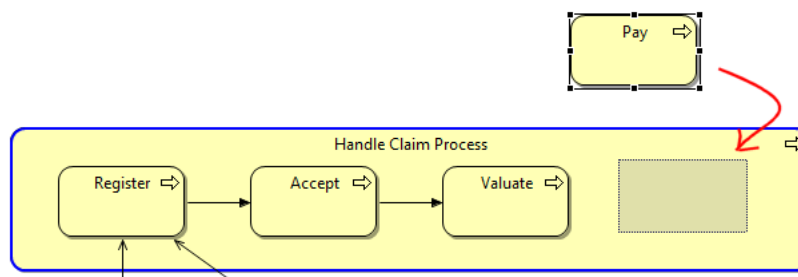 Pay
Handle Claim Process
Register
Accept
Valuate